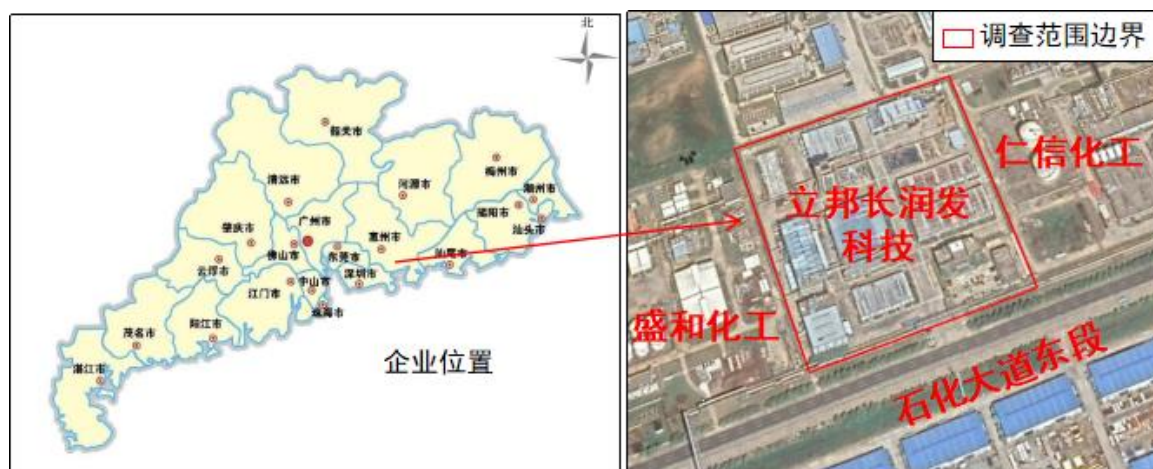 北
韶关市
梅州市
清远市
河源市
潮州市
揭阳市
汕头市
广州市
肇庆市
惠州市
佛山市
东莞市
汕尾市
云浮市
深圳市
江门市
中山市
珠海市
茂名市
阳江市
湛江市
企业位置
调查范围边界
仁信化工
立邦长润发
科技
盛和化工
石化大道东段